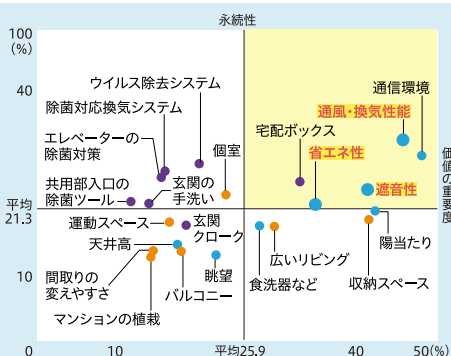 永続性
100
(%)
40
ウイルス除去システム
通信環境
除菌対応換気システム
通風・換気性能
エレベーターの
除菌対策
個室
宅配ボックス
省エネ性
価値の重要度
共用部入口の
除菌ツール
玄関の
手洗い
遮音性
平均
21.3
運動スペース
玄関
クローク
陽当たり
天井高
広いリビング
間取りの
変えやすさ
眺望
食洗器など
収納スペース
バルコニー
10
マンションの植栽
0
10
平均25.9
40
50(%)